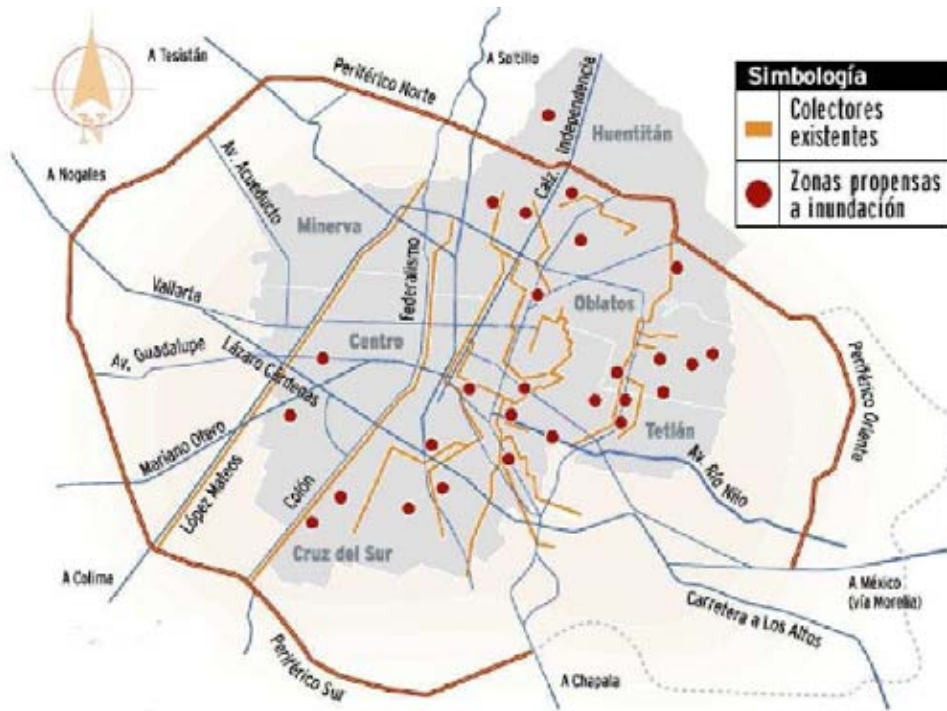 A Tesistán
A Saltillo
Periférico Norte
Calz. Independencia
Huentitán
Simbología
Colectores
existentes
Zonas propensas
a inundación
N
A Nogales
Av. Acueducto
Minerva
Federalismo
Vallarta
Oblatos
Av. Guadalupe
Lázaro Cárdenas
Centro
Periférico Oriente
Mariano Otero
López Mateos
Colón
Tetlán
Av. Río Nilo
Cruz del Sur
A Colima
A México
(vía Morelia)
Carretera a Los Altos
Periférico Sur
A Chapala